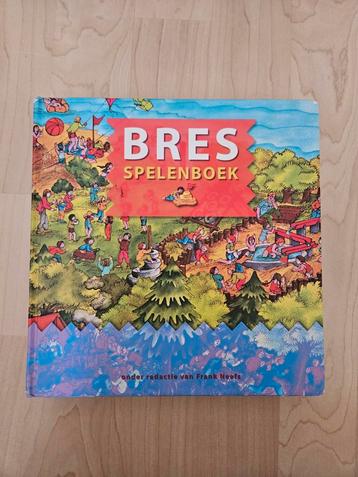 BRES
SPELENBOEK
onder redactie van Frank Neefs